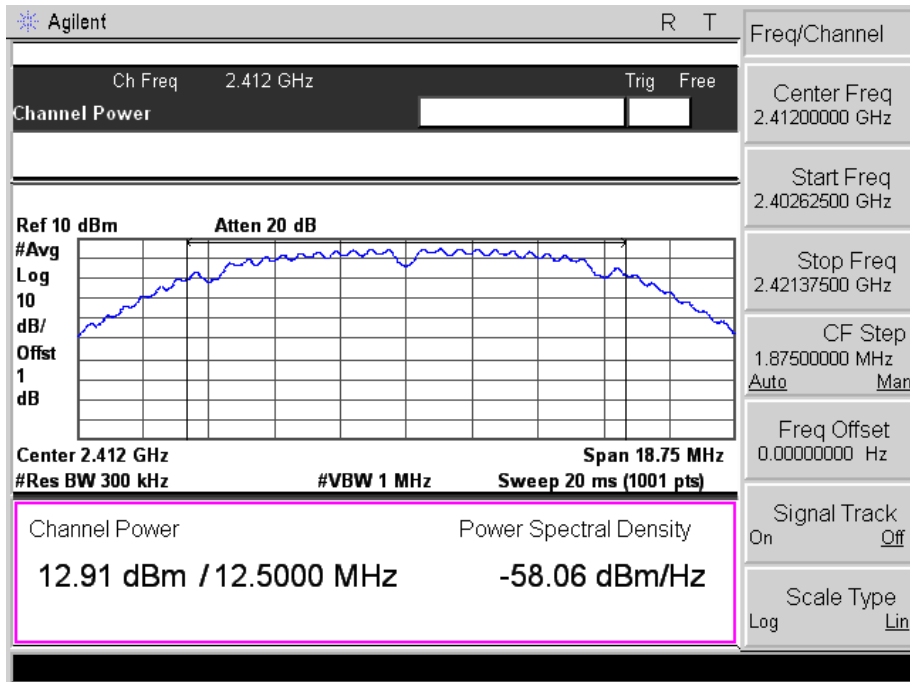 Agilent R T
Ch Freq 2.412 GHz Trig Free
Channel Power
Ref 10 dBm Atten 20 dB
#Avg
Log
10
dB/
Offst
1
dB
Center 2.412 GHz Span 18.75 MHz
#Res BW 300 kHz #VBW 1 MHz Sweep 20 ms (1001 pts)
Channel Power Power Spectral Density
12.91 dBm / 12.5000 MHz -58.06 dBm/Hz
Freq/Channel
Center Freq
2.41200000 GHz
Start Freq
2.40262500 GHz
Stop Freq
2.42137500 GHz
CF Step
1.87500000 MHz
Auto Man
Freq Offset
0.00000000 Hz
Signal Track
On Off
Scale Type
Log Lin